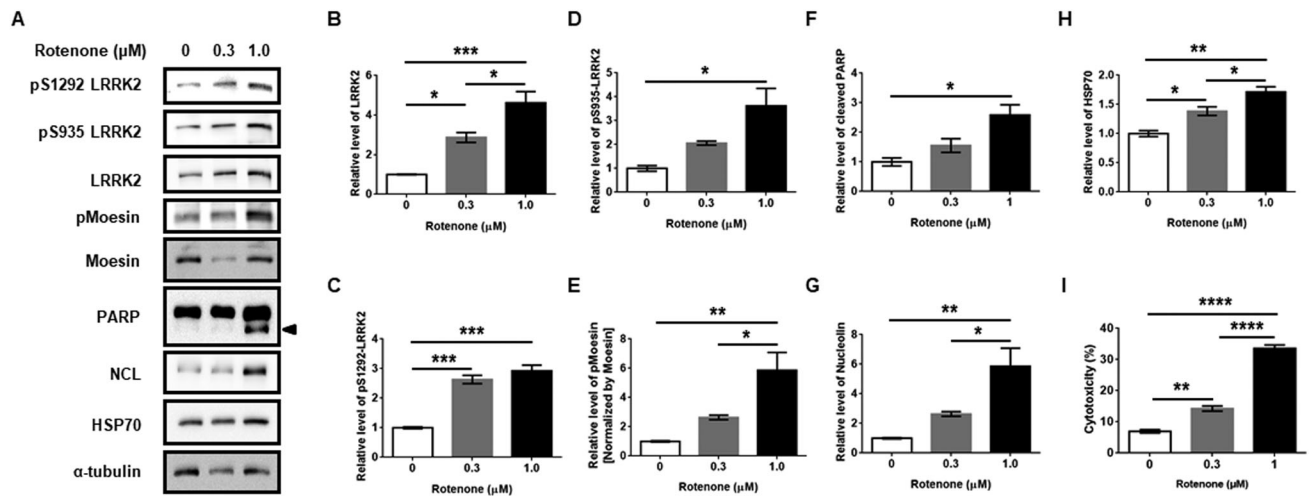 A
Rotenone (µM) 0 0.3 1.0
pS1292 LRRK2
pS935 LRRK2
LRRK2
pMoesin
Moesin
PARP
NCL
HSP70
α-tubulin
B
Relative level of LRRK2
8
6
4
2
0
***
*
*
0 0.3 1.0
Rotenone (µM)
D
Relative level of pS935-LRRK2
5
4
3
2
1
0
*
0 0.3 1.0
Rotenone (µM)
F
Relative level of cleaved PARP
4
3
2
1
0
*
0 0.3 1
Rotenone (µM)
H
Relative level of HSP70
2.0
1.5
1.0
0.5
0.0
**
*
*
0 0.3 1.0
Rotenone (µM)
C
Relative level of pS1292-LRRK2
4
3
2
1
0
***
***
0 0.3 1.0
Rotenone (µM)
E
Relative level of pMoesin
[Normalized by Moesin]
8
6
4
2
0
**
*
0 0.3 1.0
Rotenone (µM)
G
Relative level of Nucleolin
8
6
4
2
0
**
*
0 0.3 1.0
Rotenone (µM)
I
Cytotoxicity (%)
40
30
20
10
0
****
****
**
0 0.3 1
Rotenone (µM)